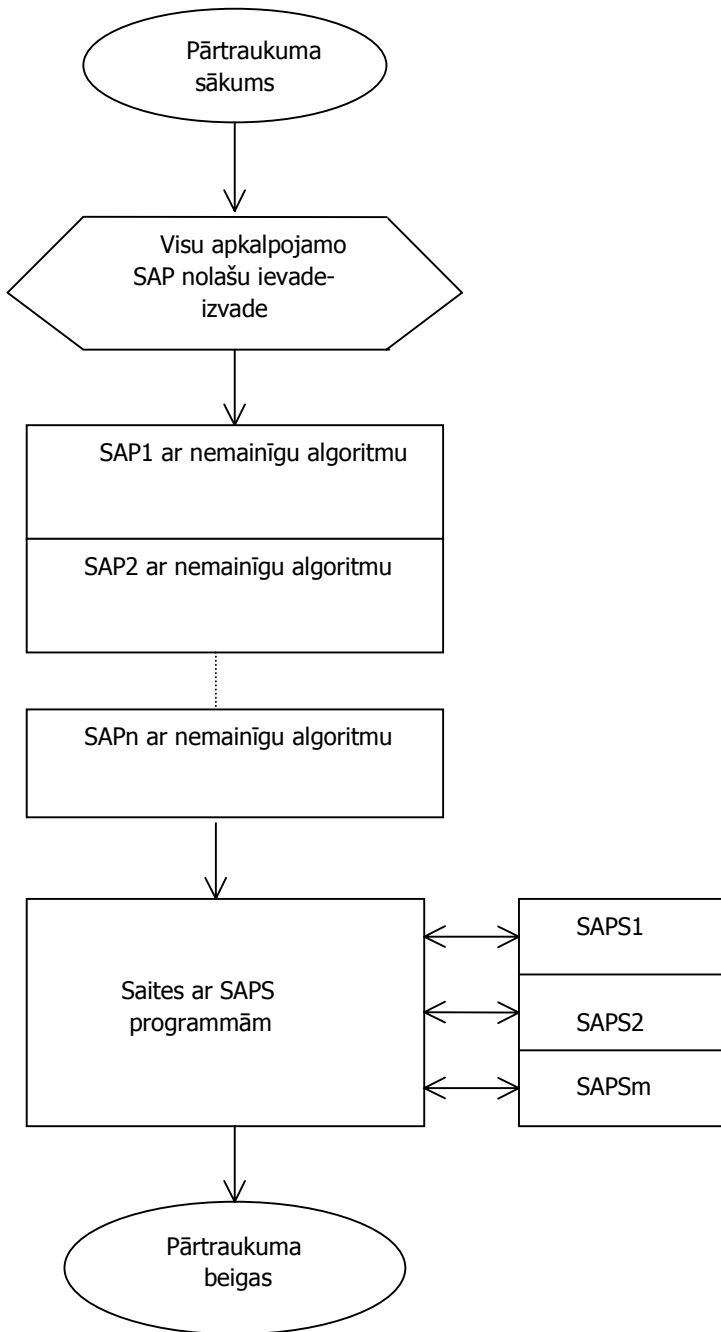 Pārtraukuma
sākums
Visu apkalpojamo
SAP nolašu ievade-
izvade
SAP1 ar nemainīgu algoritmu
SAP2 ar nemainīgu algoritmu
SAPn ar nemainīgu algoritmu
Saites ar SAPS
programmām
SAPS1
SAPS2
SAPSm
Pārtraukuma
beigas